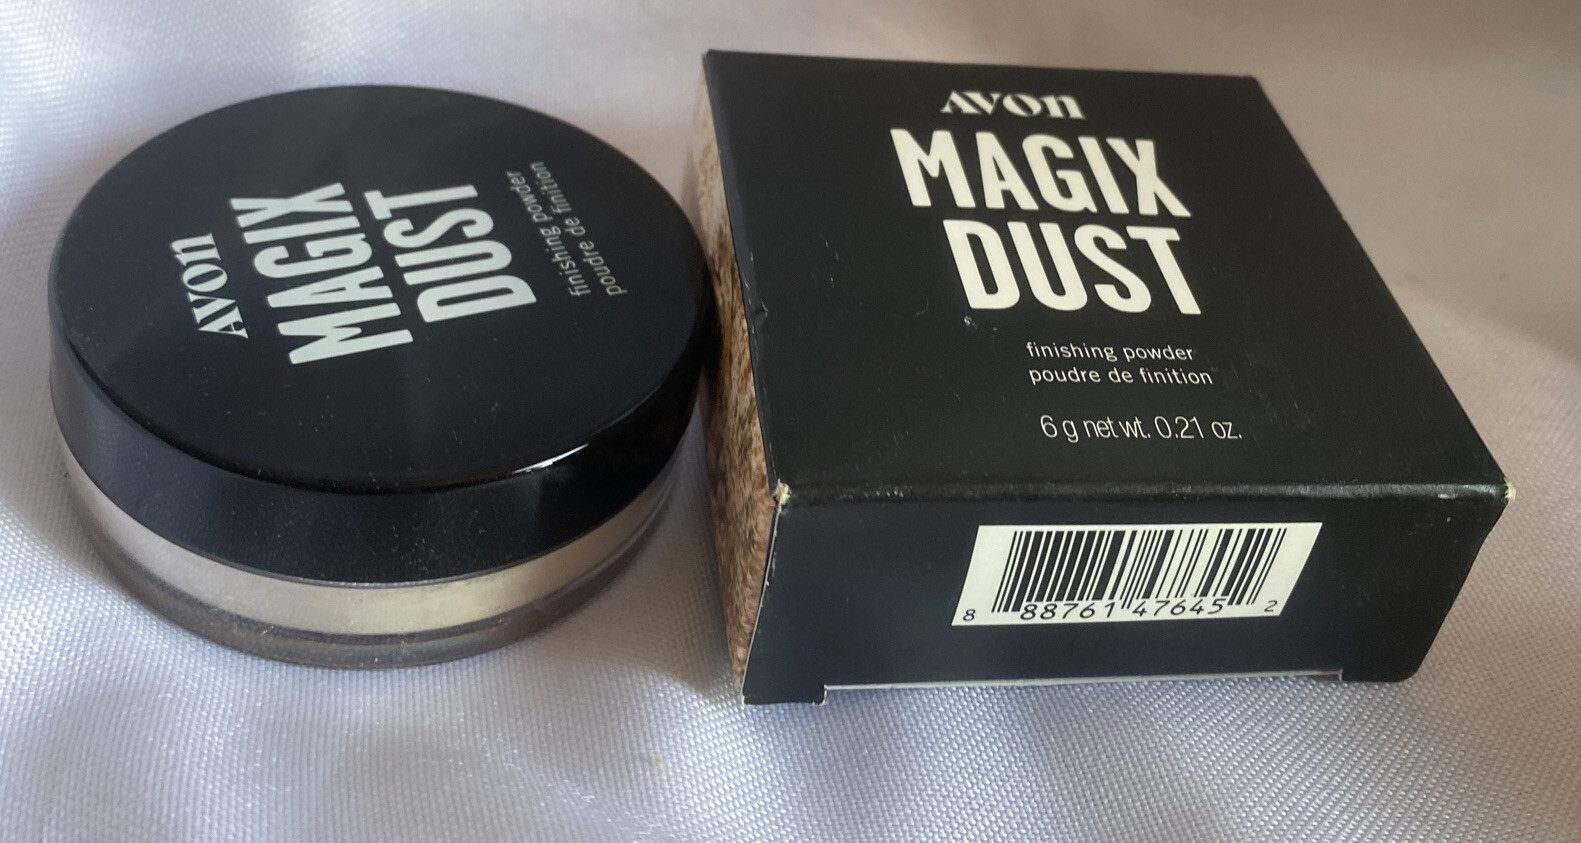 AVON
MAGIX
DUST
finishing powder
poudre de finition
AVON
MAGIX
DUST
finishing powder
poudre de finition
6 g net wt. 0.21 oz.
8 88761 47645 2